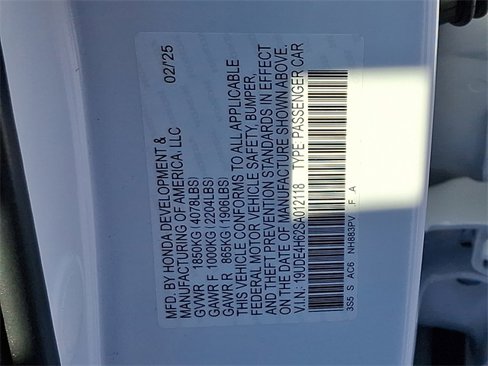 MFD. BY HONDA DEVELOPMENT & 02/'25
MANUFACTURING OF AMERICA, LLC
GVWR 1850KG (4078LBS)
GAWR F 1000KG (2204LBS)
GAWR R 865KG (1906LBS)
THIS VEHICLE CONFORMS TO ALL APPLICABLE
FEDERAL MOTOR VEHICLE SAFETY, BUMPER,
AND THEFT PREVENTION STANDARDS IN EFFECT
ON THE DATE OF MANUFACTURE SHOWN ABOVE.
V.I.N.: 19UDE4H62SA012118 TYPE: PASSENGER CAR
3S5 S AC6 NH883PV F A